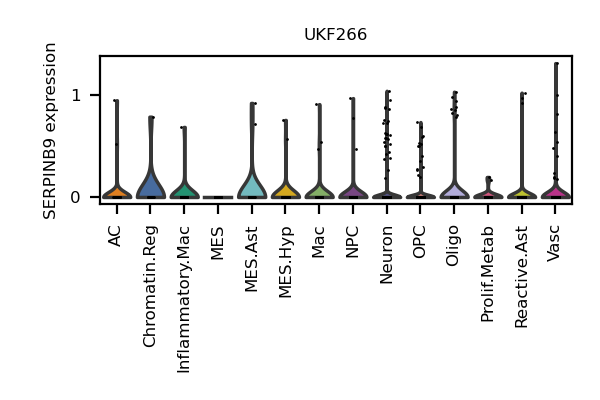 UKF266
SERPINB9 expression
1
0
AC
Chromatin.Reg
Inflammatory.Mac
MES
MES.Ast
MES.Hyp
Mac
NPC
Neuron
OPC
Oligo
Prolif.Metab
Reactive.Ast
Vasc